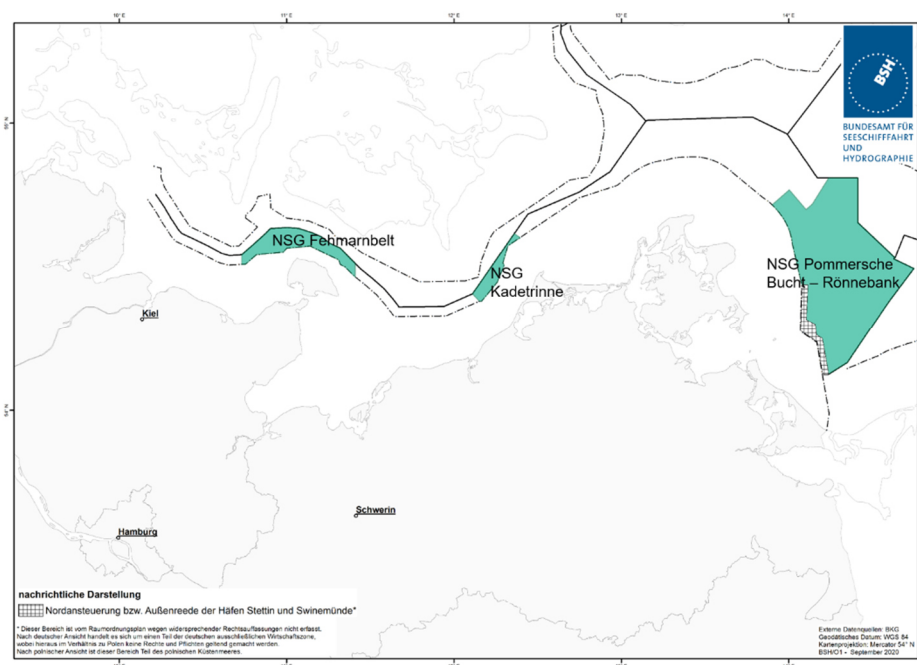 10° E
11° E
12° E
13° E
14° E
BSH
BUNDESAMT FÜR
SEESCHIFFFAHRT
UND
HYDROGRAPHIE
55° N
NSG Fehmarnbelt
NSG
Kadetrinne
NSG Pommersche
Bucht – Rönnebank
Kiel
54° N
Schwerin
Hamburg
nachrichtliche Darstellung
Nordansteuerung bzw. Außenreede der Häfen Stettin und Swinemünde*
* Dieser Bereich ist vom Raumordnungsplan wegen widersprechender Rechtsauffassungen nicht erfasst.
Nach deutscher Ansicht handelt es sich um einen Teil der deutschen ausschließlichen Wirtschaftszone,
wobei hieraus im Verhältnis zu Polen keine Rechte und Pflichten geltend gemacht werden.
Nach polnischer Ansicht ist dieser Bereich Teil des polnischen Küstenmeeres.
Externe Datenquellen: BKG
Geodätisches Datum: WGS 84
Kartenprojektion: Mercator 54° N
BSH/O1 - September 2020